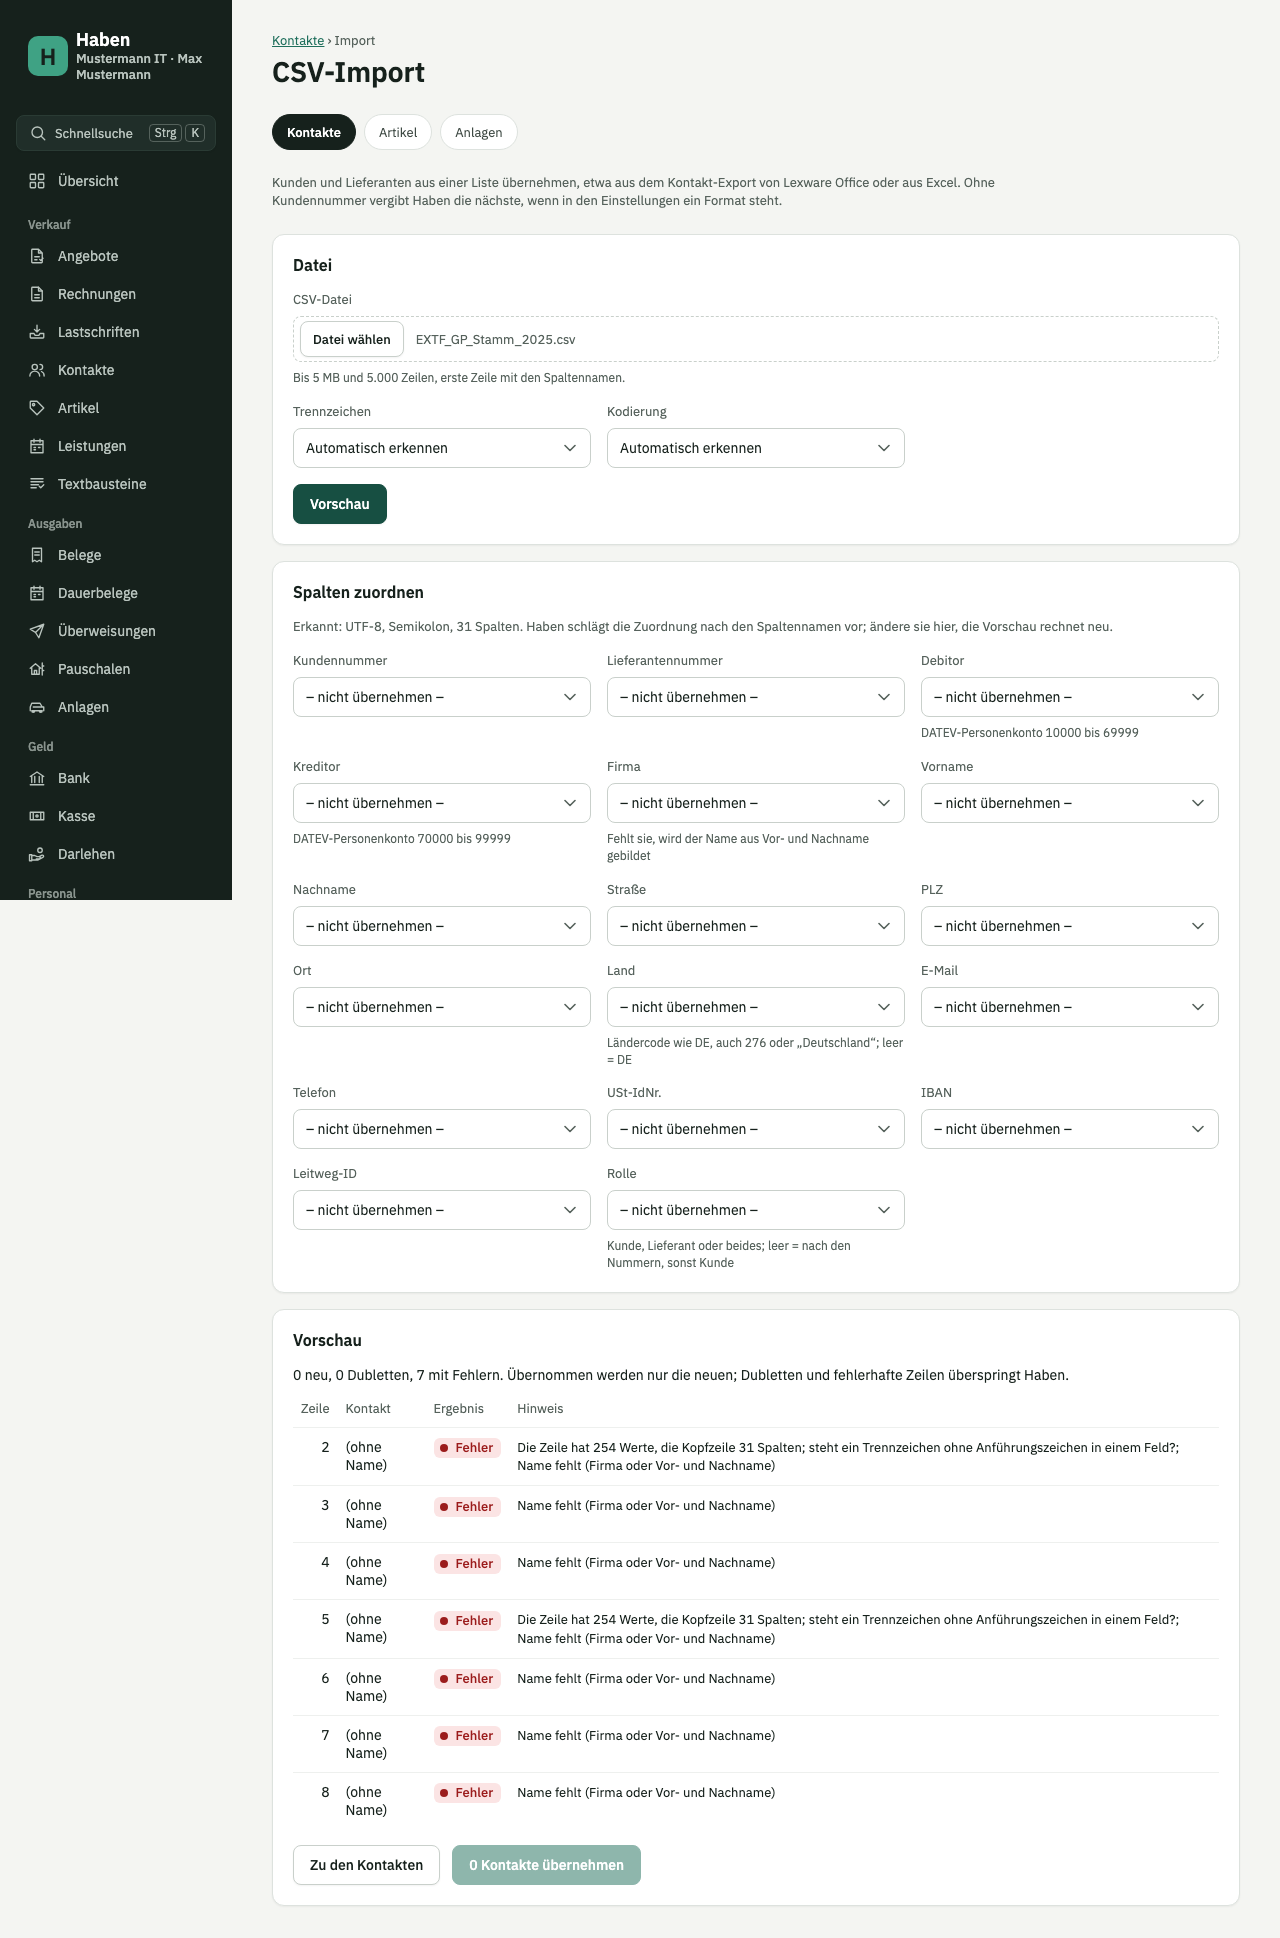 H
Haben
Mustermann IT · Max
Mustermann
Schnellsuche Strg K
Übersicht
Verkauf
Angebote
Rechnungen
Lastschriften
Kontakte
Artikel
Leistungen
Textbausteine
Ausgaben
Belege
Dauerbelege
Überweisungen
Pauschalen
Anlagen
Geld
Bank
Kasse
Darlehen
Personal
Kontakte › Import
CSV-Import
Kontakte Artikel Anlagen
Kunden und Lieferanten aus einer Liste übernehmen, etwa aus dem Kontakt-Export von Lexware Office oder aus Excel. Ohne
Kundennummer vergibt Haben die nächste, wenn in den Einstellungen ein Format steht.
Datei
CSV-Datei
Datei wählen EXTF_GP_Stamm_2025.csv
Bis 5 MB und 5.000 Zeilen, erste Zeile mit den Spaltennamen.
Trennzeichen Kodierung
Automatisch erkennen Automatisch erkennen
Vorschau
Spalten zuordnen
Erkannt: UTF-8, Semikolon, 31 Spalten. Haben schlägt die Zuordnung nach den Spaltennamen vor; ändere sie hier, die Vorschau rechnet neu.
Kundennummer Lieferantennummer Debitor
– nicht übernehmen – – nicht übernehmen – – nicht übernehmen –
DATEV-Personenkonto 10000 bis 69999
Kreditor Firma Vorname
– nicht übernehmen – – nicht übernehmen – – nicht übernehmen –
DATEV-Personenkonto 70000 bis 99999 Fehlt sie, wird der Name aus Vor- und Nachname
gebildet
Nachname Straße PLZ
– nicht übernehmen – – nicht übernehmen – – nicht übernehmen –
Ort Land E-Mail
– nicht übernehmen – – nicht übernehmen – – nicht übernehmen –
Ländercode wie DE, auch 276 oder „Deutschland“; leer
= DE
Telefon USt-IdNr. IBAN
– nicht übernehmen – – nicht übernehmen – – nicht übernehmen –
Leitweg-ID Rolle
– nicht übernehmen – – nicht übernehmen –
Kunde, Lieferant oder beides; leer = nach den
Nummern, sonst Kunde
Vorschau
0 neu, 0 Dubletten, 7 mit Fehlern. Übernommen werden nur die neuen; Dubletten und fehlerhafte Zeilen überspringt Haben.
Zeile Kontakt Ergebnis Hinweis
2 (ohne Fehler Die Zeile hat 254 Werte, die Kopfzeile 31 Spalten; steht ein Trennzeichen ohne Anführungszeichen in einem Feld?;
Name) Name fehlt (Firma oder Vor- und Nachname)
3 (ohne Fehler Name fehlt (Firma oder Vor- und Nachname)
Name)
4 (ohne Fehler Name fehlt (Firma oder Vor- und Nachname)
Name)
5 (ohne Fehler Die Zeile hat 254 Werte, die Kopfzeile 31 Spalten; steht ein Trennzeichen ohne Anführungszeichen in einem Feld?;
Name) Name fehlt (Firma oder Vor- und Nachname)
6 (ohne Fehler Name fehlt (Firma oder Vor- und Nachname)
Name)
7 (ohne Fehler Name fehlt (Firma oder Vor- und Nachname)
Name)
8 (ohne Fehler Name fehlt (Firma oder Vor- und Nachname)
Name)
Zu den Kontakten 0 Kontakte übernehmen